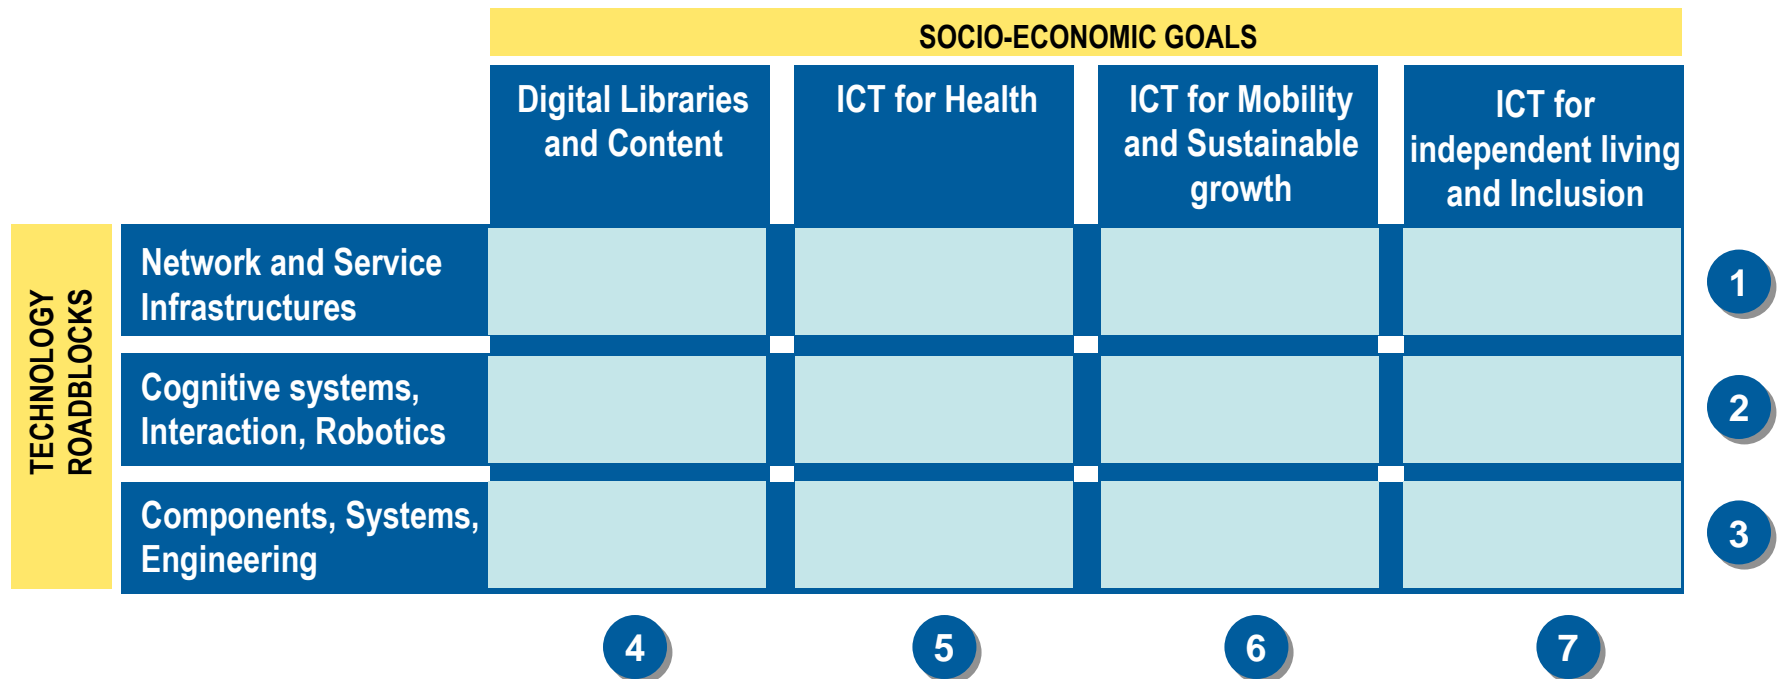 SOCIO-ECONOMIC GOALS
Digital Libraries
and Content
ICT for Health
ICT for Mobility
and Sustainable
growth
ICT for
independent living
and Inclusion
TECHNOLOGY
ROADBLOCKS
Network and Service
Infrastructures
1
Cognitive systems,
Interaction, Robotics
2
Components, Systems,
Engineering
3
4
5
6
7